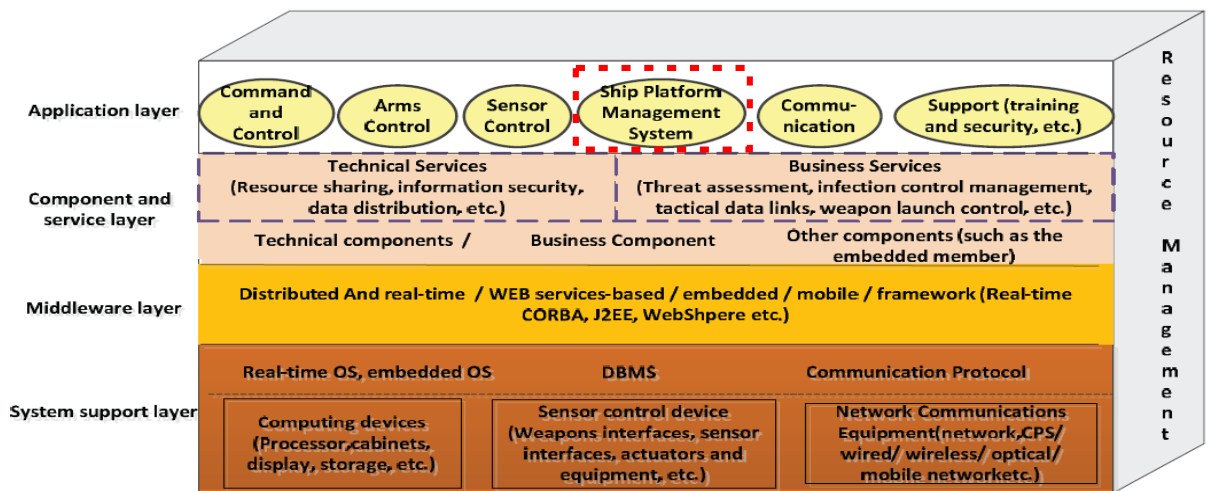 Application layer
Command
and
Control
Arms
Control
Sensor
Control
Ship Platform
Management
System
Commu-
nication
Support (training
and security, etc.)
Component and
service layer
Technical Services
(Resource sharing, information security,
data distribution, etc.)
Business Services
(Threat assessment, infection control management,
tactical data links, weapon launch control, etc.)
Technical components /
Business Component
Other components (such as the
embedded member)
Middleware layer
Distributed And real-time / WEB services-based / embedded / mobile / framework (Real-time
CORBA, J2EE, WebShpere etc.)
System support layer
Real-time OS, embedded OS
DBMS
Communication Protocol
Computing devices
(Processor,cabinets,
display, storage, etc.)
Sensor control device
(Weapons interfaces, sensor
interfaces, actuators and
equipment, etc.)
Network Communications
Equipment(network,CPS/
wired/ wireless/ optical/
mobile networketc.)
Resource Management